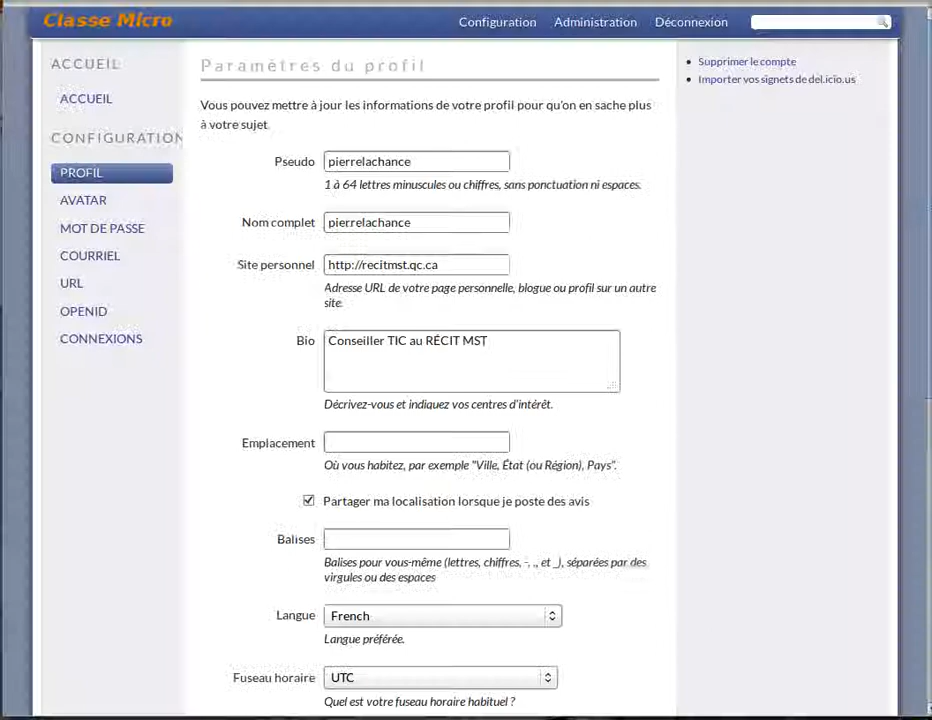 Classe Micro
Configuration Administration Déconnexion
ACCUEIL
ACCUEIL
CONFIGURATION
PROFIL
AVATAR
MOT DE PASSE
COURRIEL
URL
OPENID
CONNEXIONS
Paramètres du profil
Vous pouvez mettre à jour les informations de votre profil pour qu'on en sache plus
à votre sujet.
Pseudo pierrelachance
1 à 64 lettres minuscules ou chiffres, sans ponctuation ni espaces.
Nom complet pierrelachance
Site personnel http://recitmst.qc.ca
Adresse URL de votre page personnelle, blogue ou profil sur un autre
site.
Bio Conseiller TIC au RÉCIT MST
Décrivez-vous et indiquez vos centres d'intérêt.
Emplacement
Où vous habitez, par exemple "Ville, État (ou Région), Pays".
Partager ma localisation lorsque je poste des avis
Balises
Balises pour vous-même (lettres, chiffres, -, ., et _), séparées par des
virgules ou des espaces
Langue French
Langue préférée.
Fuseau horaire UTC
Quel est votre fuseau horaire habituel ?
Supprimer le compte
Importer vos signets de del.icio.us